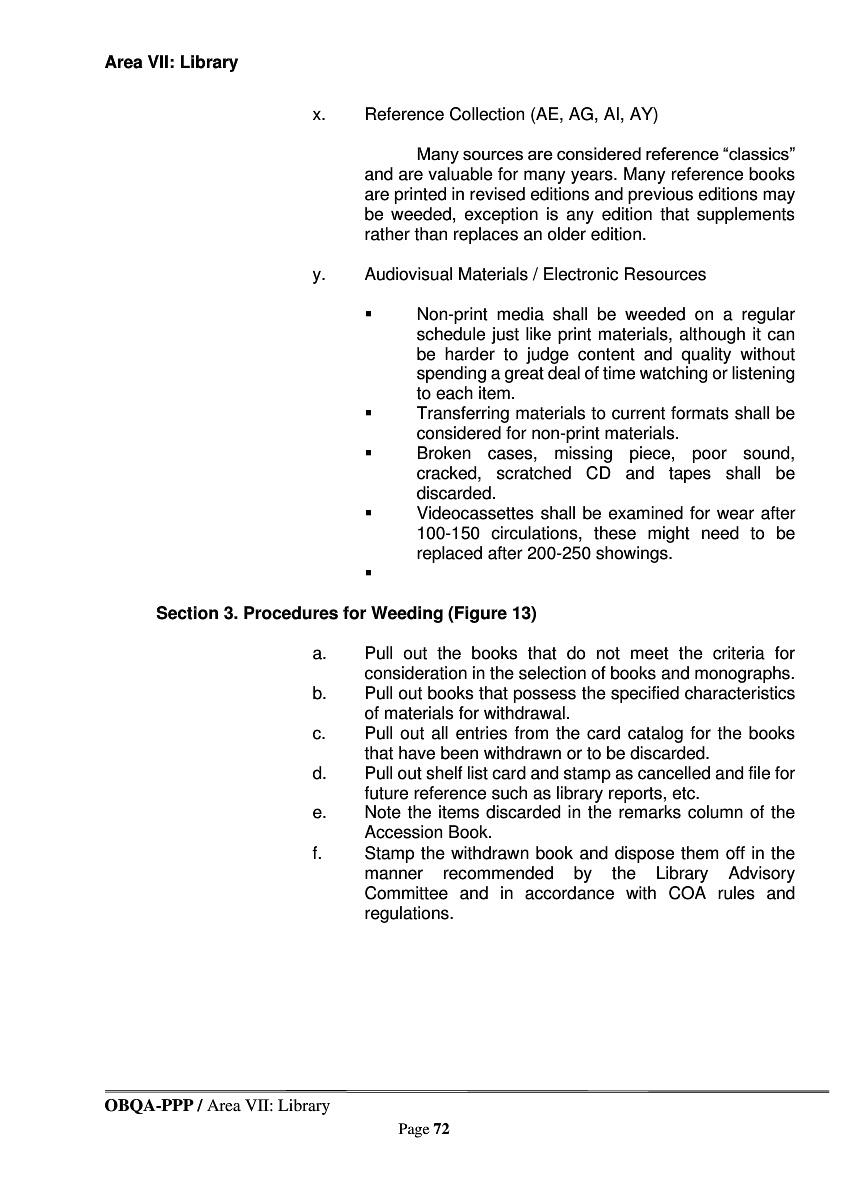 Area VII: Library
x. Reference Collection (AE, AG, AI, AY)
Many sources are considered reference “classics”
and are valuable for many years. Many reference books
are printed in revised editions and previous editions may
be weeded, exception is any edition that supplements
rather than replaces an older edition.
y. Audiovisual Materials / Electronic Resources
▪ Non-print media shall be weeded on a regular
schedule just like print materials, although it can
be harder to judge content and quality without
spending a great deal of time watching or listening
to each item.
▪ Transferring materials to current formats shall be
considered for non-print materials.
▪ Broken cases, missing piece, poor sound,
cracked, scratched CD and tapes shall be
discarded.
▪ Videocassettes shall be examined for wear after
100-150 circulations, these might need to be
replaced after 200-250 showings.
▪
Section 3. Procedures for Weeding (Figure 13)
a. Pull out the books that do not meet the criteria for
consideration in the selection of books and monographs.
b. Pull out books that possess the specified characteristics
of materials for withdrawal.
c. Pull out all entries from the card catalog for the books
that have been withdrawn or to be discarded.
d. Pull out shelf list card and stamp as cancelled and file for
future reference such as library reports, etc.
e. Note the items discarded in the remarks column of the
Accession Book.
f. Stamp the withdrawn book and dispose them off in the
manner recommended by the Library Advisory
Committee and in accordance with COA rules and
regulations.
OBQA-PPP / Area VII: Library
Page 72